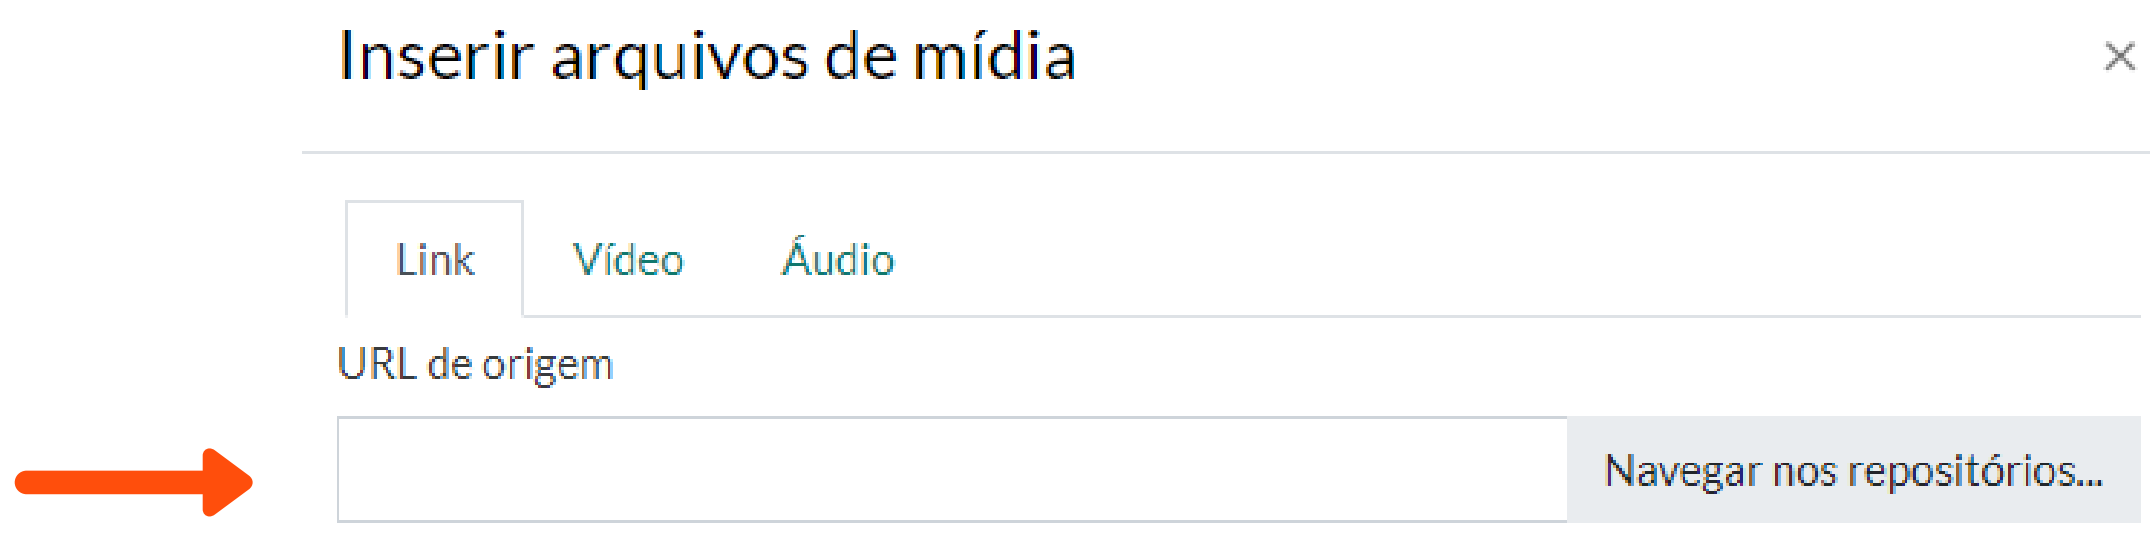 Inserir arquivos de mídia
Link Vídeo Áudio
URL de origem
Navegar nos repositórios...